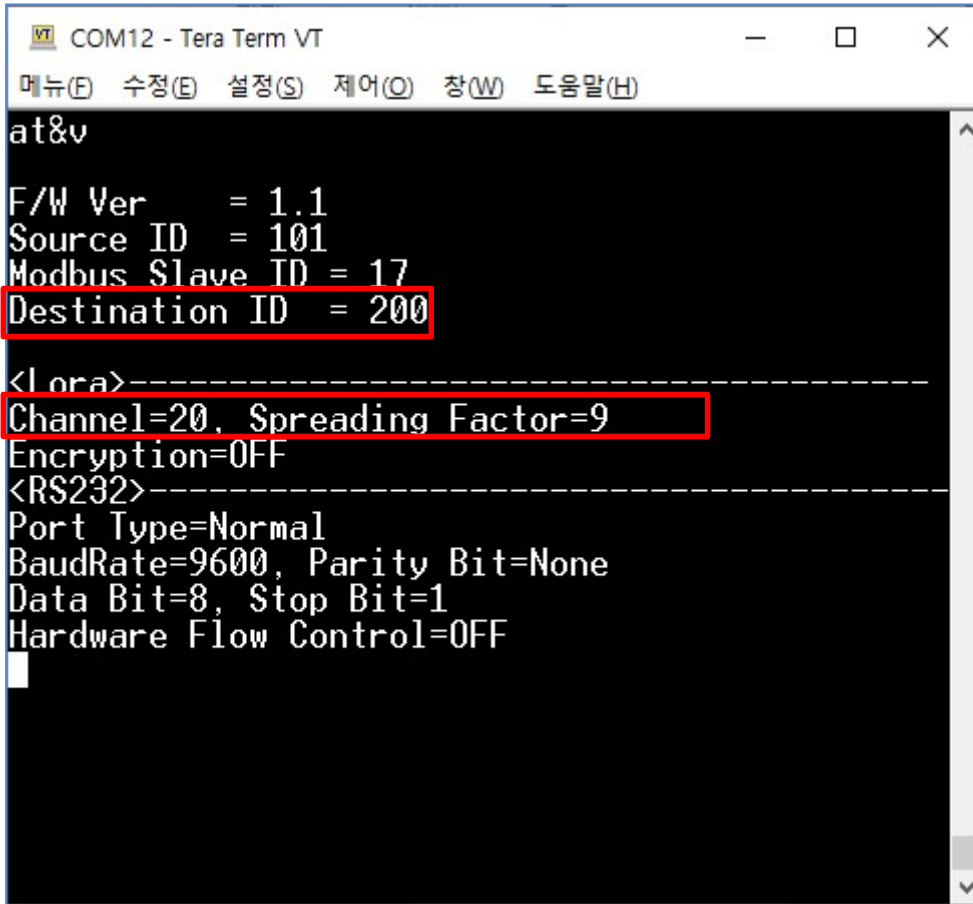 COM12 - Tera Term VT
메뉴(F) 수정(E) 설정(S) 제어(O) 창(W) 도움말(H)
at&v
F/W Ver = 1.1
Source ID = 101
Modbus Slave ID = 17
Destination ID = 200
<Lora>----------------------------------------
Channel=20, Spreading Factor=9
Encryption=OFF
<RS232>----------------------------------------
Port Type=Normal
BaudRate=9600, Parity Bit=None
Data Bit=8, Stop Bit=1
Hardware Flow Control=OFF